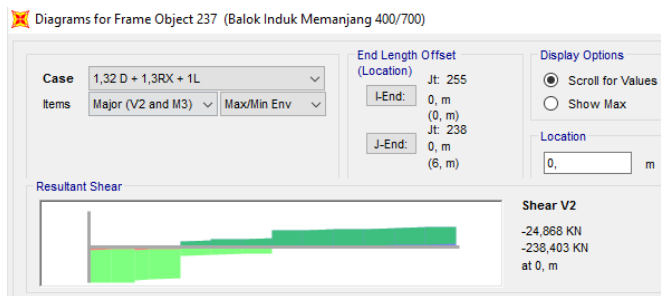 Diagrams for Frame Object 237 (Balok Induk Memanjang 400/700)
Case
1,32 D + 1,3RX + 1L
Items
Major (V2 and M3)
Max/Min Env
End Length Offset
(Location)
Jt: 255
I-End:
0, m
(0, m)
Jt: 238
J-End:
0, m
(6, m)
Display Options
Scroll for Values
Show Max
Location
0,
m
Resultant Shear
Shear V2
-24,868 KN
-238,403 KN
at 0, m